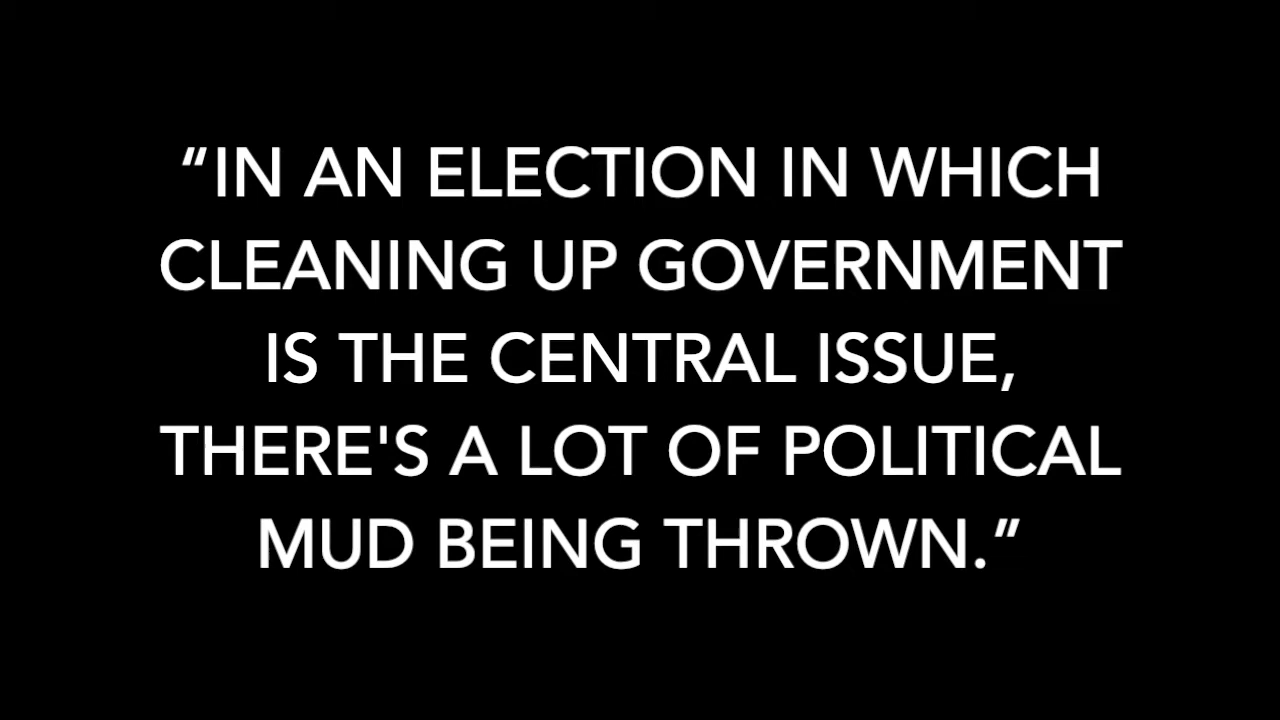 “IN AN ELECTION IN WHICH
CLEANING UP GOVERNMENT
IS THE CENTRAL ISSUE,
THERE'S A LOT OF POLITICAL
MUD BEING THROWN.”